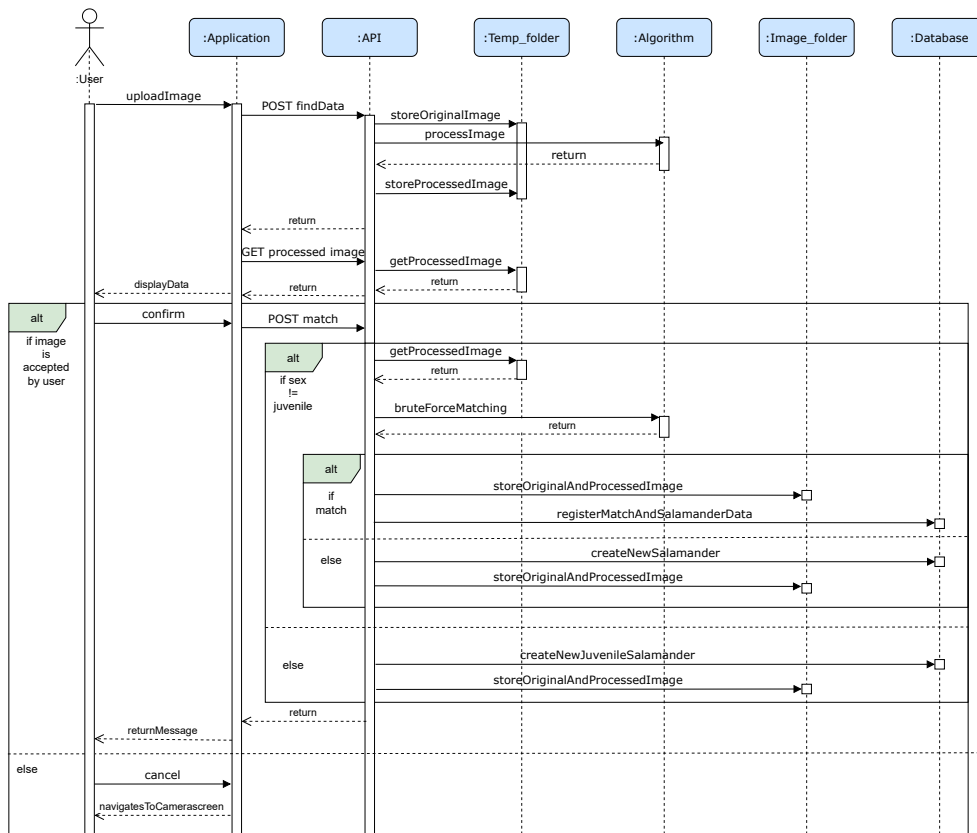 :Application
:API
:Temp_folder
:Algorithm
:Image_folder
:Database
:User
uploadImage
POST findData
storeOriginalImage
processImage
return
storeProcessedImage
return
GET processed image
getProcessedImage
return
displayData
return
alt
if image
is
accepted
by user
confirm
POST match
alt
if sex
!=
juvenile
getProcessedImage
return
bruteForceMatching
return
alt
if
match
storeOriginalAndProcessedImage
registerMatchAndSalamanderData
else
createNewSalamander
storeOriginalAndProcessedImage
else
createNewJuvenileSalamander
storeOriginalAndProcessedImage
return
returnMessage
else
cancel
navigatesToCamerascreen